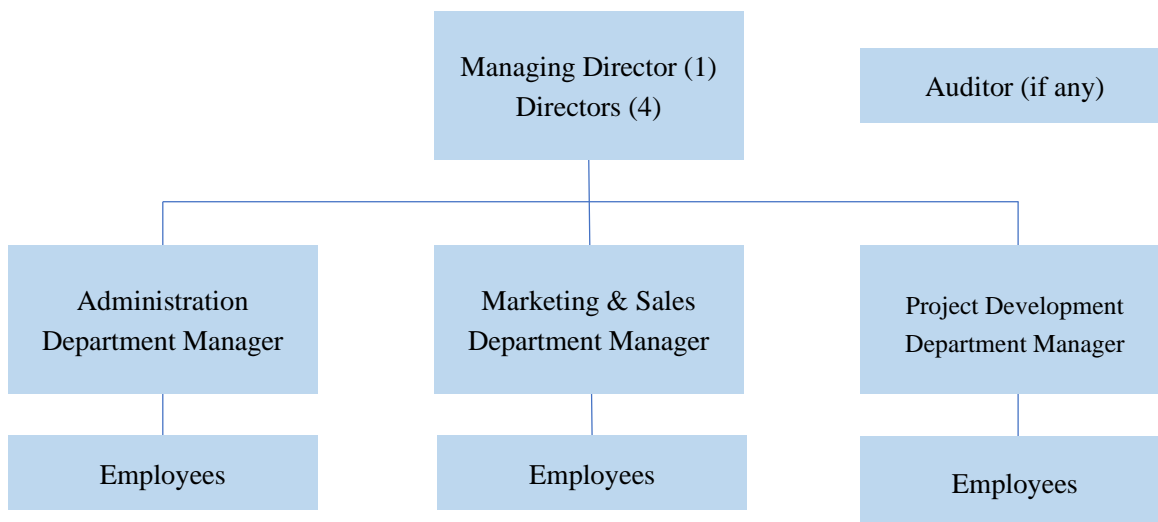 Managing Director (1)
Directors (4)
Auditor (if any)
Administration
Department Manager
Marketing & Sales
Department Manager
Project Development
Department Manager
Employees
Employees
Employees